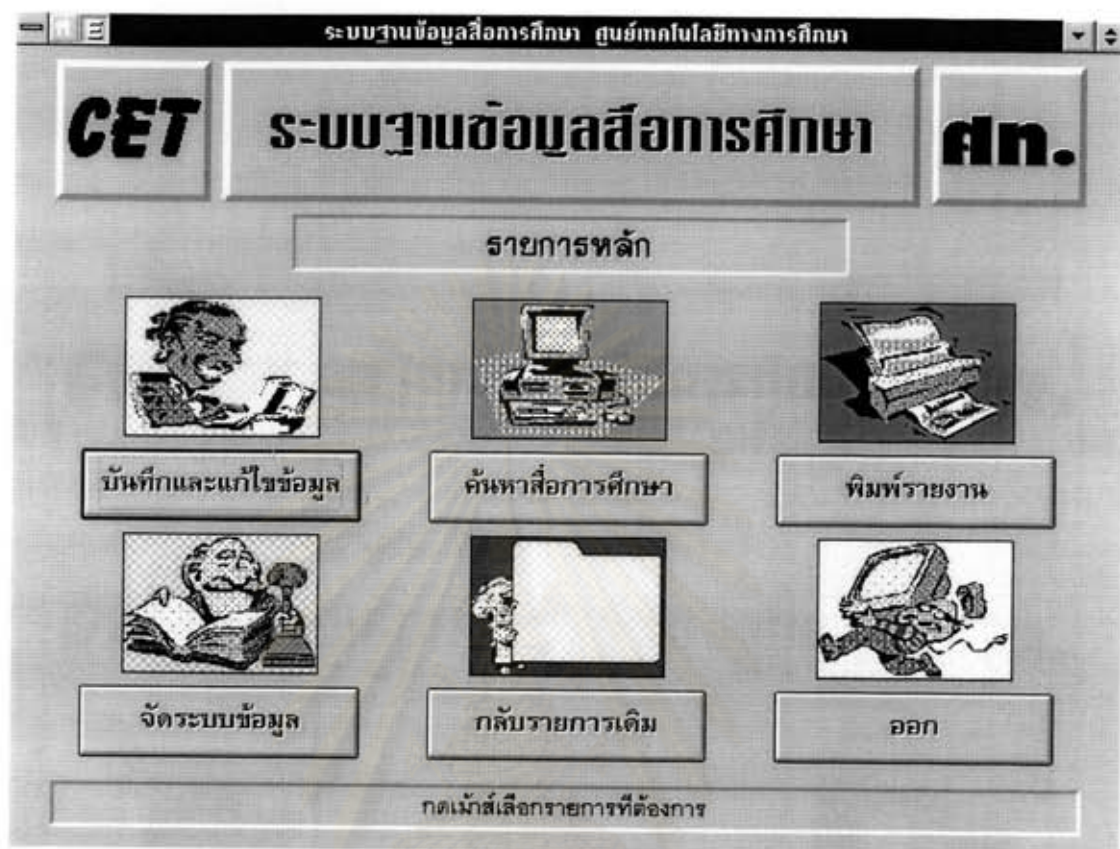 ระบบฐานข้อมูลสื่อการศึกษา ศูนย์เทคโนโลยีทางการศึกษา
CET ระบบฐานข้อมูลสื่อการศึกษา ศท.
รายการหลัก
บันทึกและแก้ไขข้อมูล ค้นหาสื่อการศึกษา พิมพ์รายงาน
จัดระบบข้อมูล กลับรายการเดิม ออก
กดเม้าส์เลือกรายการที่ต้องการ